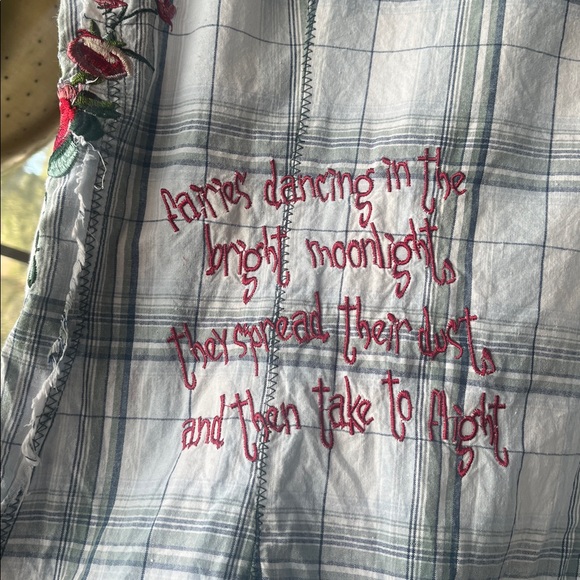 fairies dancing in the
bright moonlight,
they spread their dust,
and then take to flight